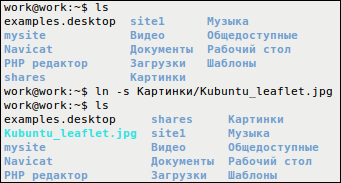 work@work:~$ ls
examples.desktop site1 Музыка
mysite Видео Общедоступные
Navicat Документы Рабочий стол
PHP редактор Загрузки Шаблоны
shares Картинки
work@work:~$ ln -s Картинки/Kubuntu_leaflet.jpg
work@work:~$ ls
examples.desktop shares Картинки
Kubuntu_leaflet.jpg site1 Музыка
mysite Видео Общедоступные
Navicat Документы Рабочий стол
PHP редактор Загрузки Шаблоны